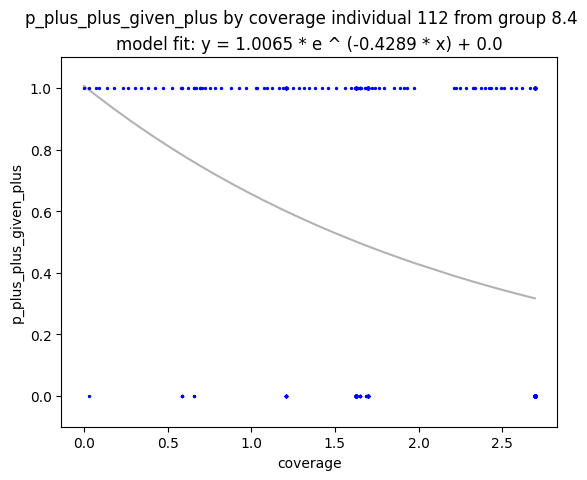 p_plus_plus_given_plus by coverage individual 112 from group 8.4
model fit: y = 1.0065 * e ^ (-0.4289 * x) + 0.0
p_plus_plus_given_plus
1.0
0.8
0.6
0.4
0.2
0.0
0.0 0.5 1.0 1.5 2.0 2.5
coverage